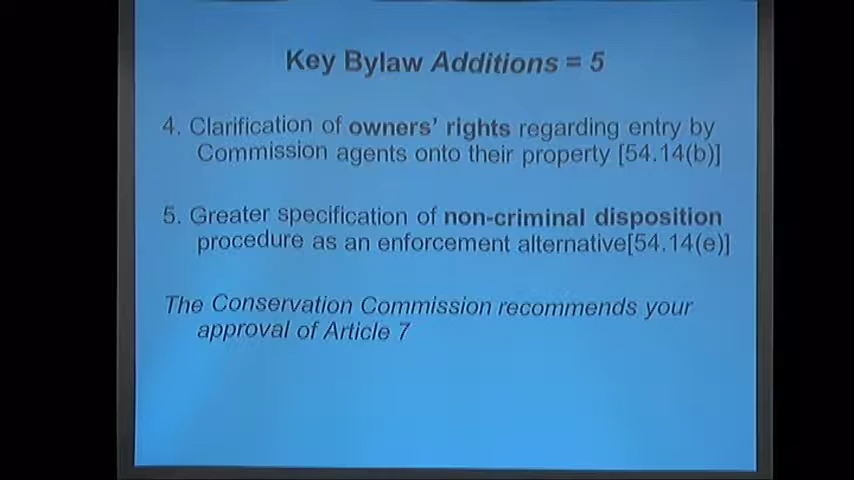 Key Bylaw Additions = 5
4. Clarification of owners' rights regarding entry by
Commission agents onto their property [54.14(b)]
5. Greater specification of non-criminal disposition
procedure as an enforcement alternative[54.14(e)]
The Conservation Commission recommends your
approval of Article 7